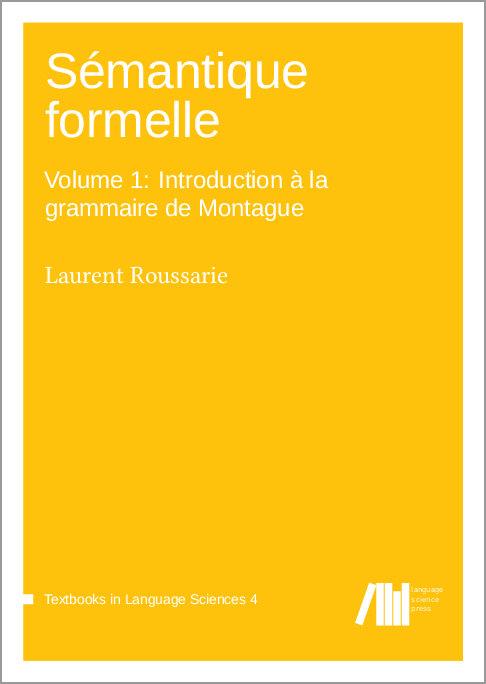 Sémantique
formelle
Volume 1: Introduction à la
grammaire de Montague
Laurent Roussarie
Textbooks in Language Sciences 4
language
science
press